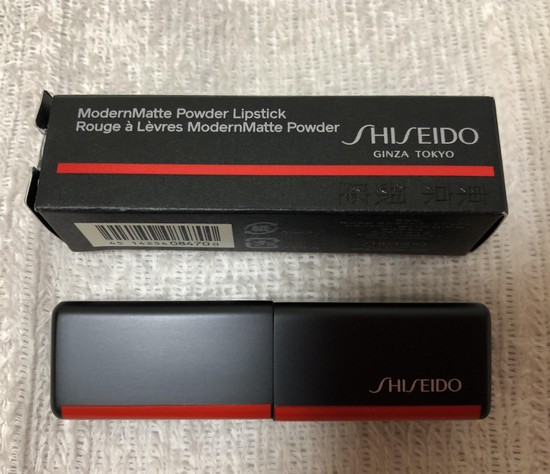 ModernMatte Powder Lipstick
Rouge à Lèvres ModernMatte Powder
SHISEIDO
GINZA TOKYO
SHISEIDO